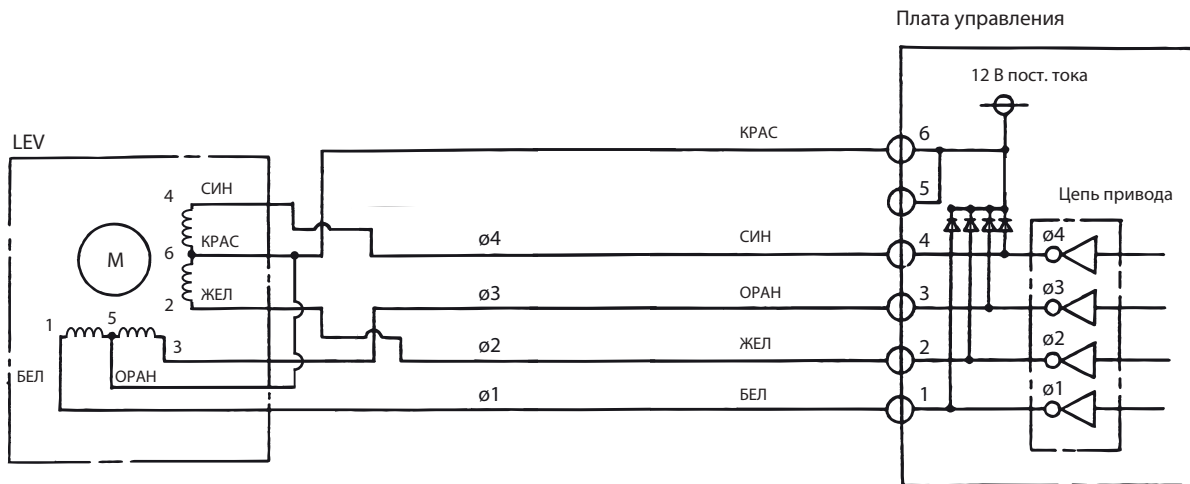 Плата управления
12 В пост. тока
LEV
КРАС
6
5
4
СИН
Цепь привода
КРАС
6
ø4
СИН
4
ø4
M
ЖЕЛ
2
ø3
ОРАН
3
ø3
1
5
3
ø2
ЖЕЛ
2
ø2
БЕЛ
ОРАН
ø1
БЕЛ
1
ø1